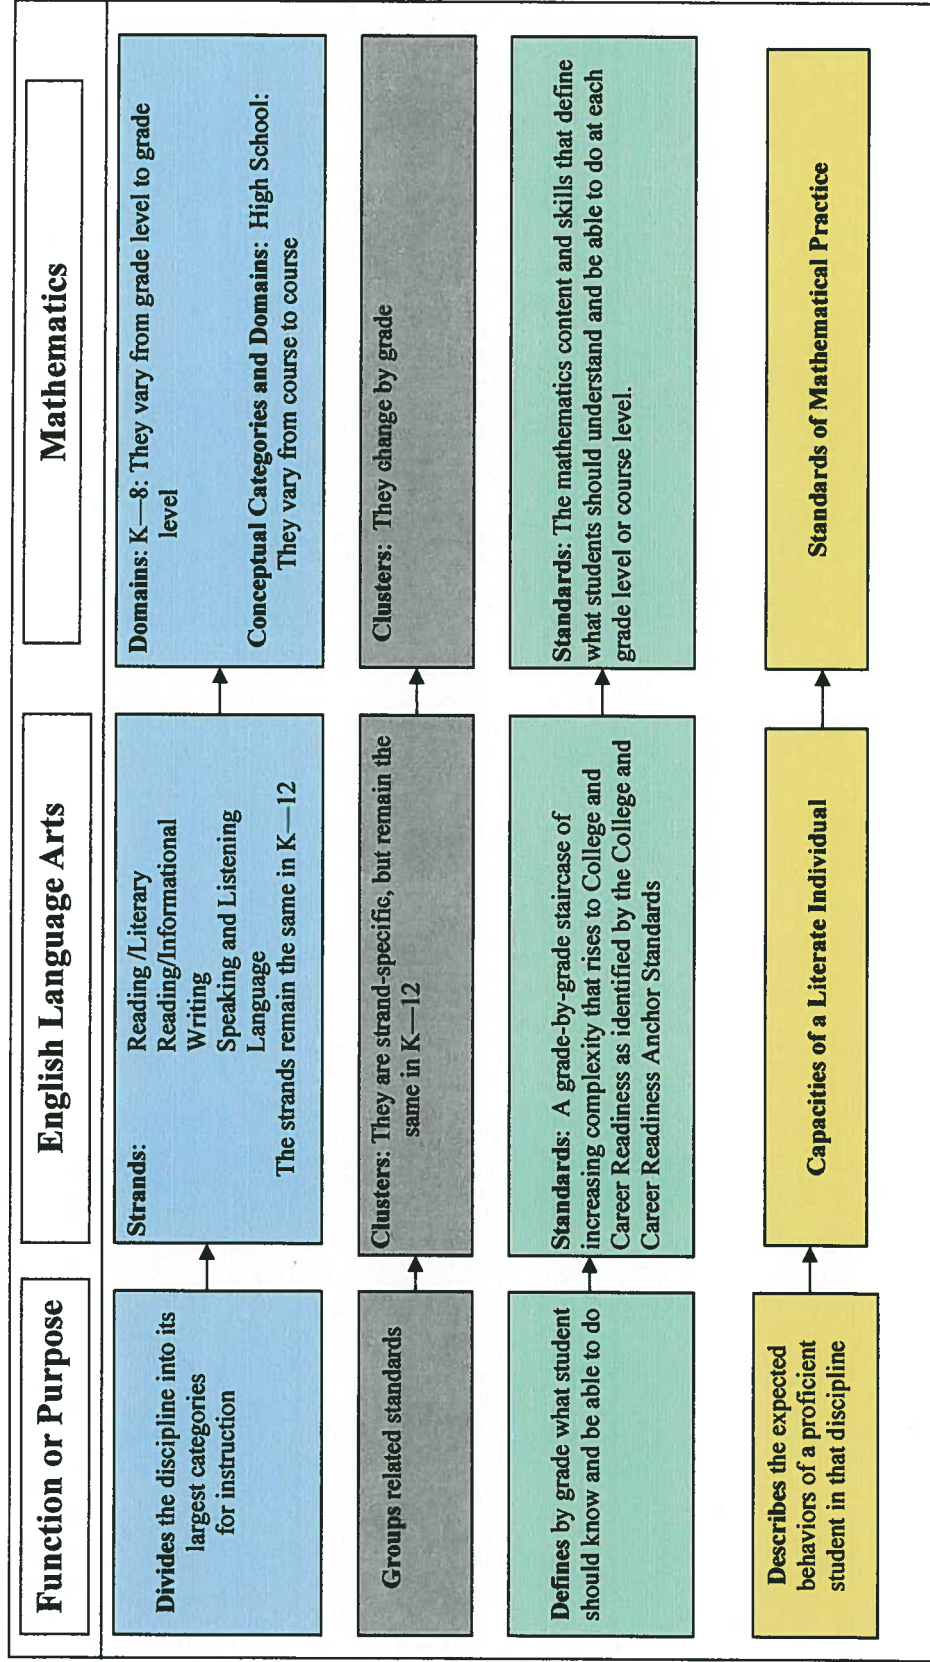 Function or Purpose
English Language Arts
Mathematics
Divides the discipline into its
largest categories
for instruction
Strands:
Reading /Literary
Reading/Informational
Writing
Speaking and Listening
Language
The strands remain the same in K—12
Domains: K—8: They vary from grade level to grade
level
Conceptual Categories and Domains: High School:
They vary from course to course
Groups related standards
Clusters: They are strand-specific, but remain the
same in K—12
Clusters: They change by grade
Defines by grade what student
should know and be able to do
Standards: A grade-by-grade staircase of
increasing complexity that rises to College and
Career Readiness as identified by the College and
Career Readiness Anchor Standards
Standards: The mathematics content and skills that define
what students should understand and be able to do at each
grade level or course level.
Describes the expected
behaviors of a proficient
student in that discipline
Capacities of a Literate Individual
Standards of Mathematical Practice